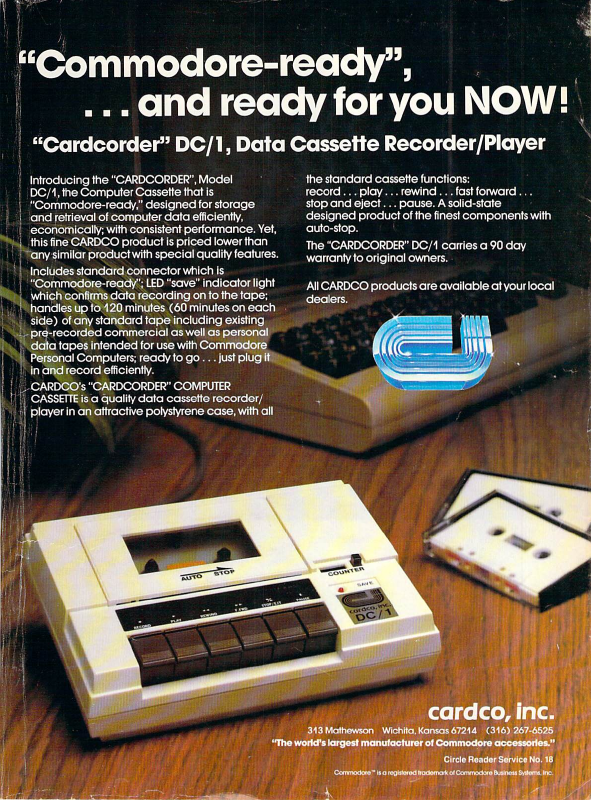 “Commodore-ready”,
... and ready for you NOW!
“Cardcorder” DC/1, Data Cassette Recorder/Player
Introducing the “CARDCORDER”, Model
DC/1, the Computer Cassette that is
“Commodore-ready,” designed for storage
and retrieval of computer data efficiently,
economically; with consistent performance. Yet,
this fine CARDCO product is priced lower than
any similar product with special quality features.
Includes standard connector which is
“Commodore-ready”; LED “save” indicator light
which confirms data recording on to the tape;
handles up to 120 minutes (60 minutes on each
side) of any standard tape including existing
pre-recorded commercial as well as personal
data tapes intended for use with Commodore
Personal Computers; ready to go ... just plug it
in and record efficiently.
CARDCO's “CARDCORDER” COMPUTER
CASSETTE is a quality data cassette recorder/
player in an attractive polystyrene case, with all
the standard cassette functions:
record ... play ... rewind ... fast forward ...
stop and eject ... pause. A solid-state
designed product of the finest components with
auto-stop.
The “CARDCORDER” DC/1 carries a 90 day
warranty to original owners.
All CARDCO products are available at your local
dealers.
AUTO STOP
COUNTER
SAVE
cardco, inc.
DC/1
RECORD PLAY REWIND F.FWD STOP/EJT PAUSE
cardco, inc.
313 Mathewson Wichita, Kansas 67214 (316) 267-6525
“The world's largest manufacturer of Commodore accessories.”
Circle Reader Service No. 18
Commodore™ is a registered trademark of Commodore Business Systems, Inc.